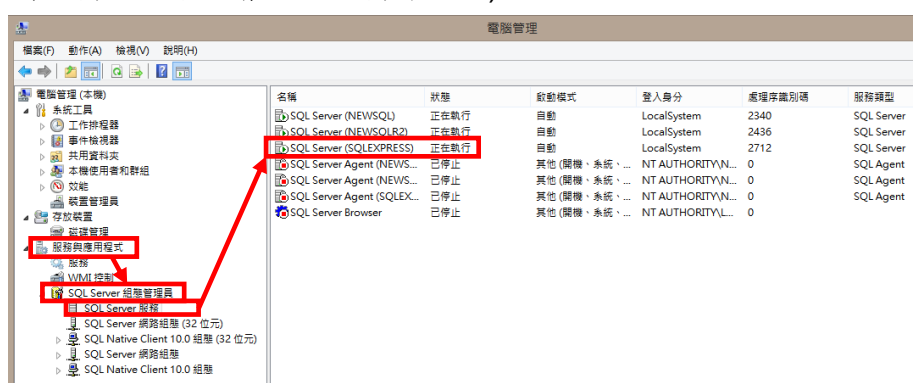 電腦管理
檔案(F) 動作(A) 檢視(V) 說明(H)
電腦管理 (本機)
系統工具
工作排程器
事件檢視器
共用資料夾
本機使用者和群組
效能
裝置管理員
存放裝置
磁碟管理
服務與應用程式
服務
WMI 控制
SQL Server 組態管理員
SQL Server 服務
SQL Server 網路組態 (32 位元)
SQL Native Client 10.0 組態 (32 位元)
SQL Server 網路組態
SQL Native Client 10.0 組態
名稱 狀態 啟動模式 登入身分 處理序識別碼 服務類型
SQL Server (NEWSQL) 正在執行 自動 LocalSystem 2340 SQL Server
SQL Server (NEWSQLR2) 正在執行 自動 LocalSystem 2436 SQL Server
SQL Server (SQLEXPRESS) 正在執行 自動 LocalSystem 2712 SQL Server
SQL Server Agent (NEWS... 已停止 其他 (開機、系統、... NT AUTHORITY\N... 0 SQL Agent
SQL Server Agent (NEWS... 已停止 其他 (開機、系統、... NT AUTHORITY\N... 0 SQL Agent
SQL Server Agent (SQLEX... 已停止 其他 (開機、系統、... NT AUTHORITY\N... 0 SQL Agent
SQL Server Browser 已停止 其他 (開機、系統、... NT AUTHORITY\L... 0